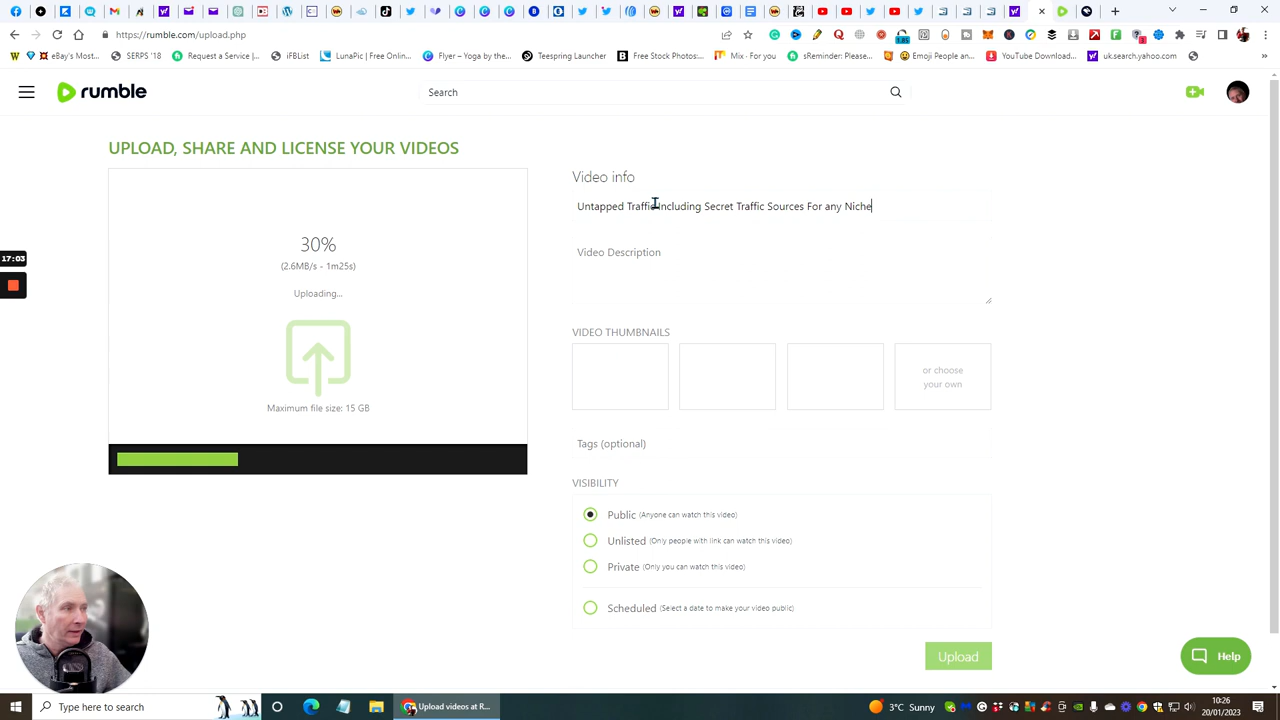 https://rumble.com/upload.php
eBay's Most...
SERPS '18
Request a Service |...
iFBList
LunaPic | Free Onlin...
Flyer – Yoga by the...
Teespring Launcher
Free Stock Photos:...
Mix · For you
sReminder: Please...
Emoji People an...
YouTube Download...
uk.search.yahoo.com
»
rumble
Search
UPLOAD, SHARE AND LICENSE YOUR VIDEOS
Video info
Untapped Traffic Including Secret Traffic Sources For any Niche
30%
(2.6MB/s - 1m25s)
Uploading...
Maximum file size: 15 GB
17:03
Video Description
VIDEO THUMBNAILS
or choose
your own
Tags (optional)
VISIBILITY
Public (Anyone can watch this video)
Unlisted (Only people with link can watch this video)
Private (Only you can watch this video)
Scheduled (Select a date to make your video public)
Upload
Help
Type here to search
Upload videos at R...
3°C Sunny
10:26
20/01/2023